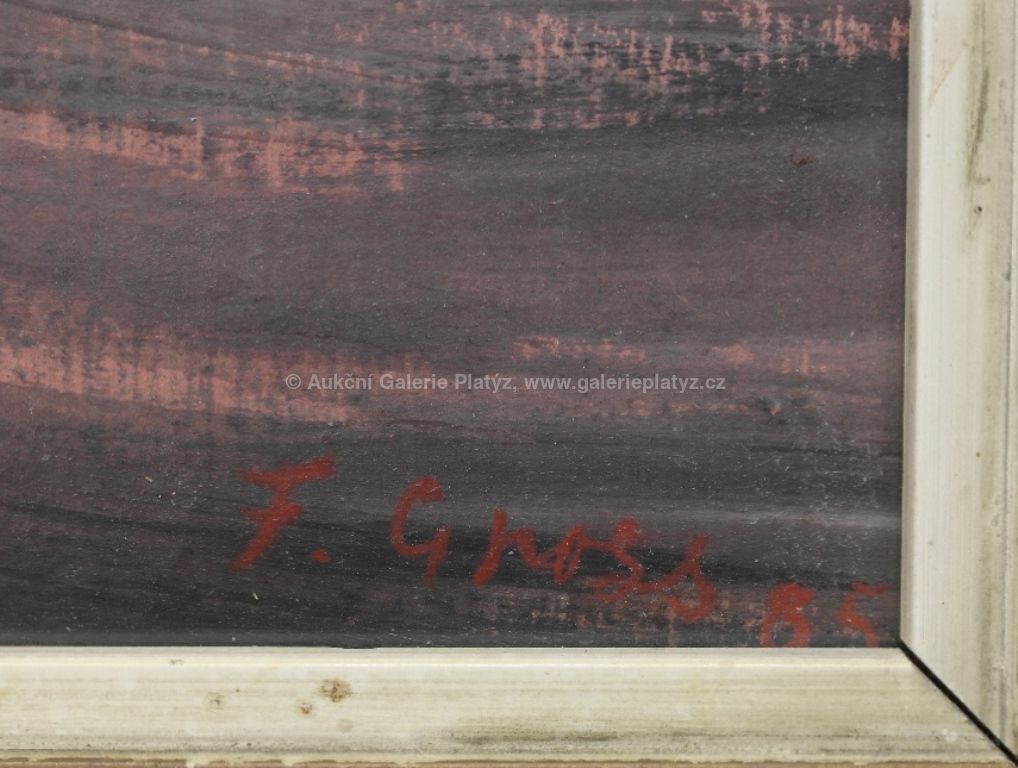 © Aukční Galerie Platýz, www.galerieplatyz.cz
F. Gross 85